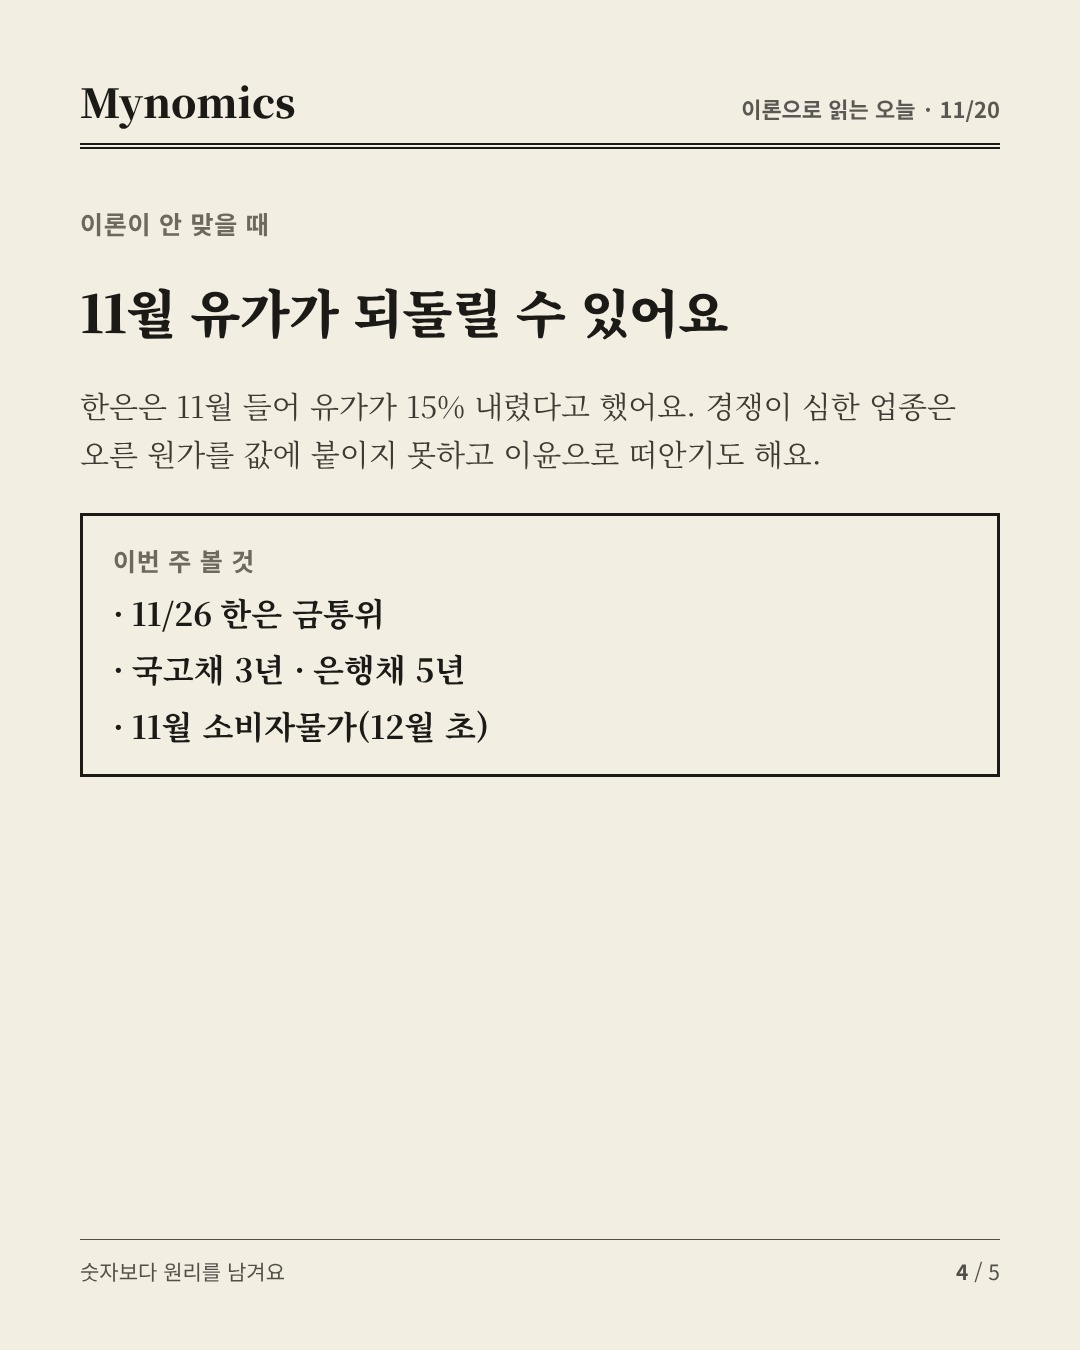 Mynomics
이론으로 읽는 오늘 · 11/20
이론이 안 맞을 때
11월 유가가 되돌릴 수 있어요
한은은 11월 들어 유가가 15% 내렸다고 했어요. 경쟁이 심한 업종은
오른 원가를 값에 붙이지 못하고 이윤으로 떠안기도 해요.
이번 주 볼 것
· 11/26 한은 금통위
· 국고채 3년 · 은행채 5년
· 11월 소비자물가(12월 초)
숫자보다 원리를 남겨요
4 / 5